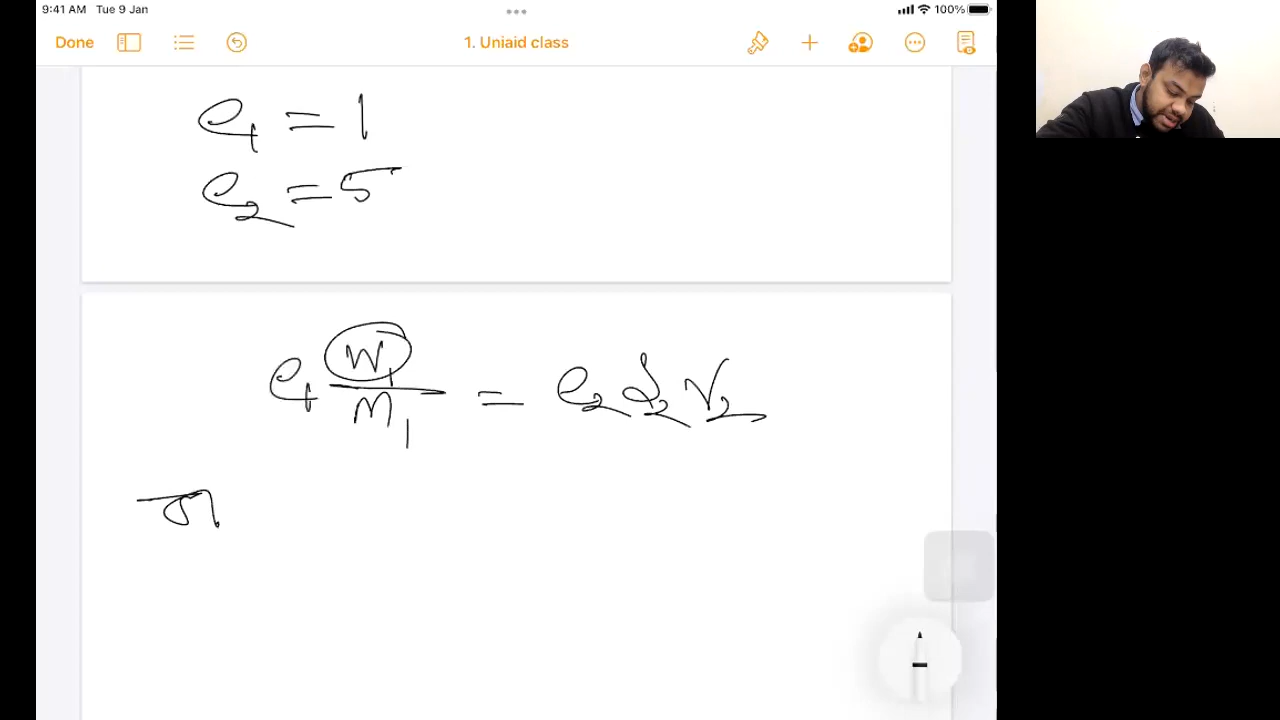 9:41 AM Tue 9 Jan 100%
Done 1. Uniaid class
e₁ = 1
e₂ = 5
e₁ W₁/M₁ = e₂ S₂ V₂